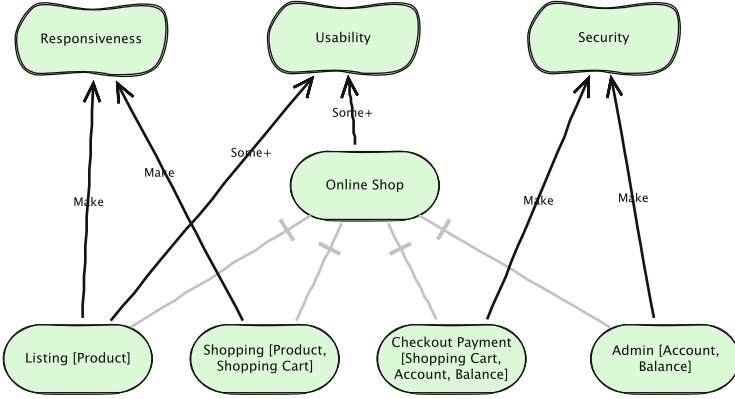 Responsiveness
Usability
Security
Some+
Some+
Make
Make
Make
Make
Online Shop
Listing [Product]
Shopping [Product,
Shopping Cart]
Checkout Payment
[Shopping Cart,
Account, Balance]
Admin [Account,
Balance]